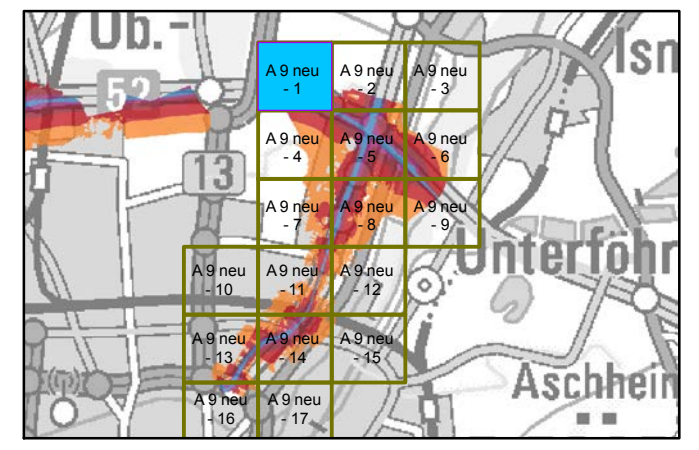 Ob.-
Isn
52
13
A 9 neu
- 1
A 9 neu
- 2
A 9 neu
- 3
A 9 neu
- 4
A 9 neu
- 5
A 9 neu
- 6
A 9 neu
- 7
A 9 neu
- 8
A 9 neu
- 9
Unterföhr
A 9 neu
- 10
A 9 neu
- 11
A 9 neu
- 12
A 9 neu
- 13
A 9 neu
- 14
A 9 neu
- 15
Aschhein
A 9 neu
- 16
A 9 neu
- 17